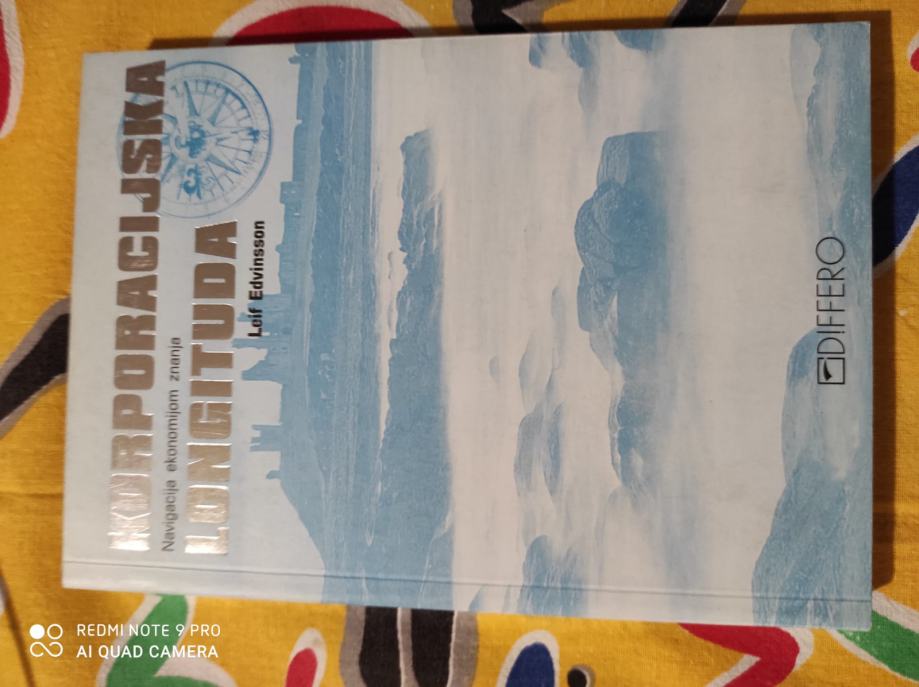 KORPORACIJSKA
Navigacija ekonomijom znanja
LONGITUDA
Leif Edvinsson
DIFFERO
REDMI NOTE 9 PRO
AI QUAD CAMERA